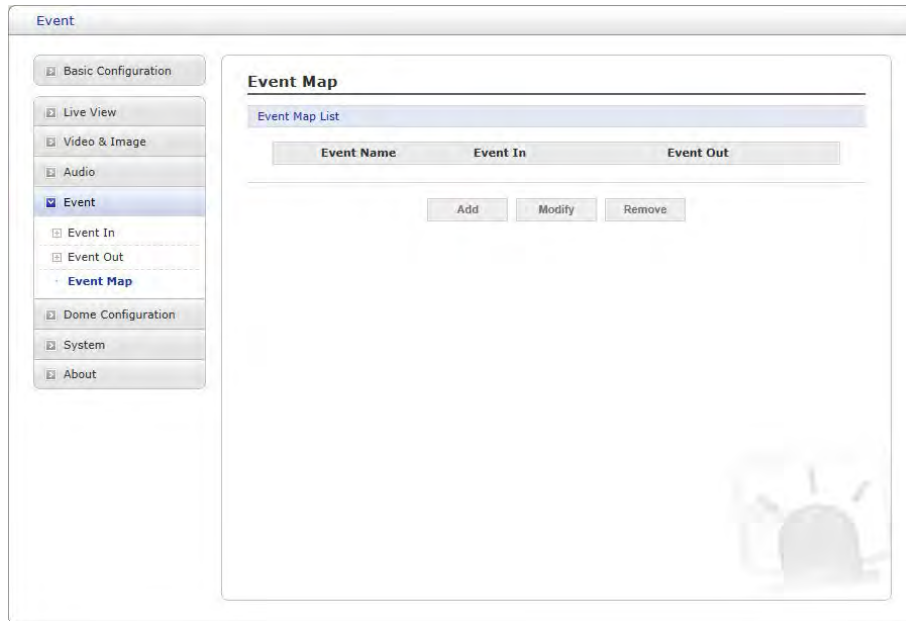 Event
Basic Configuration
Live View
Video & Image
Audio
Event
Event In
Event Out
Event Map
Dome Configuration
System
About
Event Map
Event Map List
Event Name Event In Event Out
Add Modify Remove